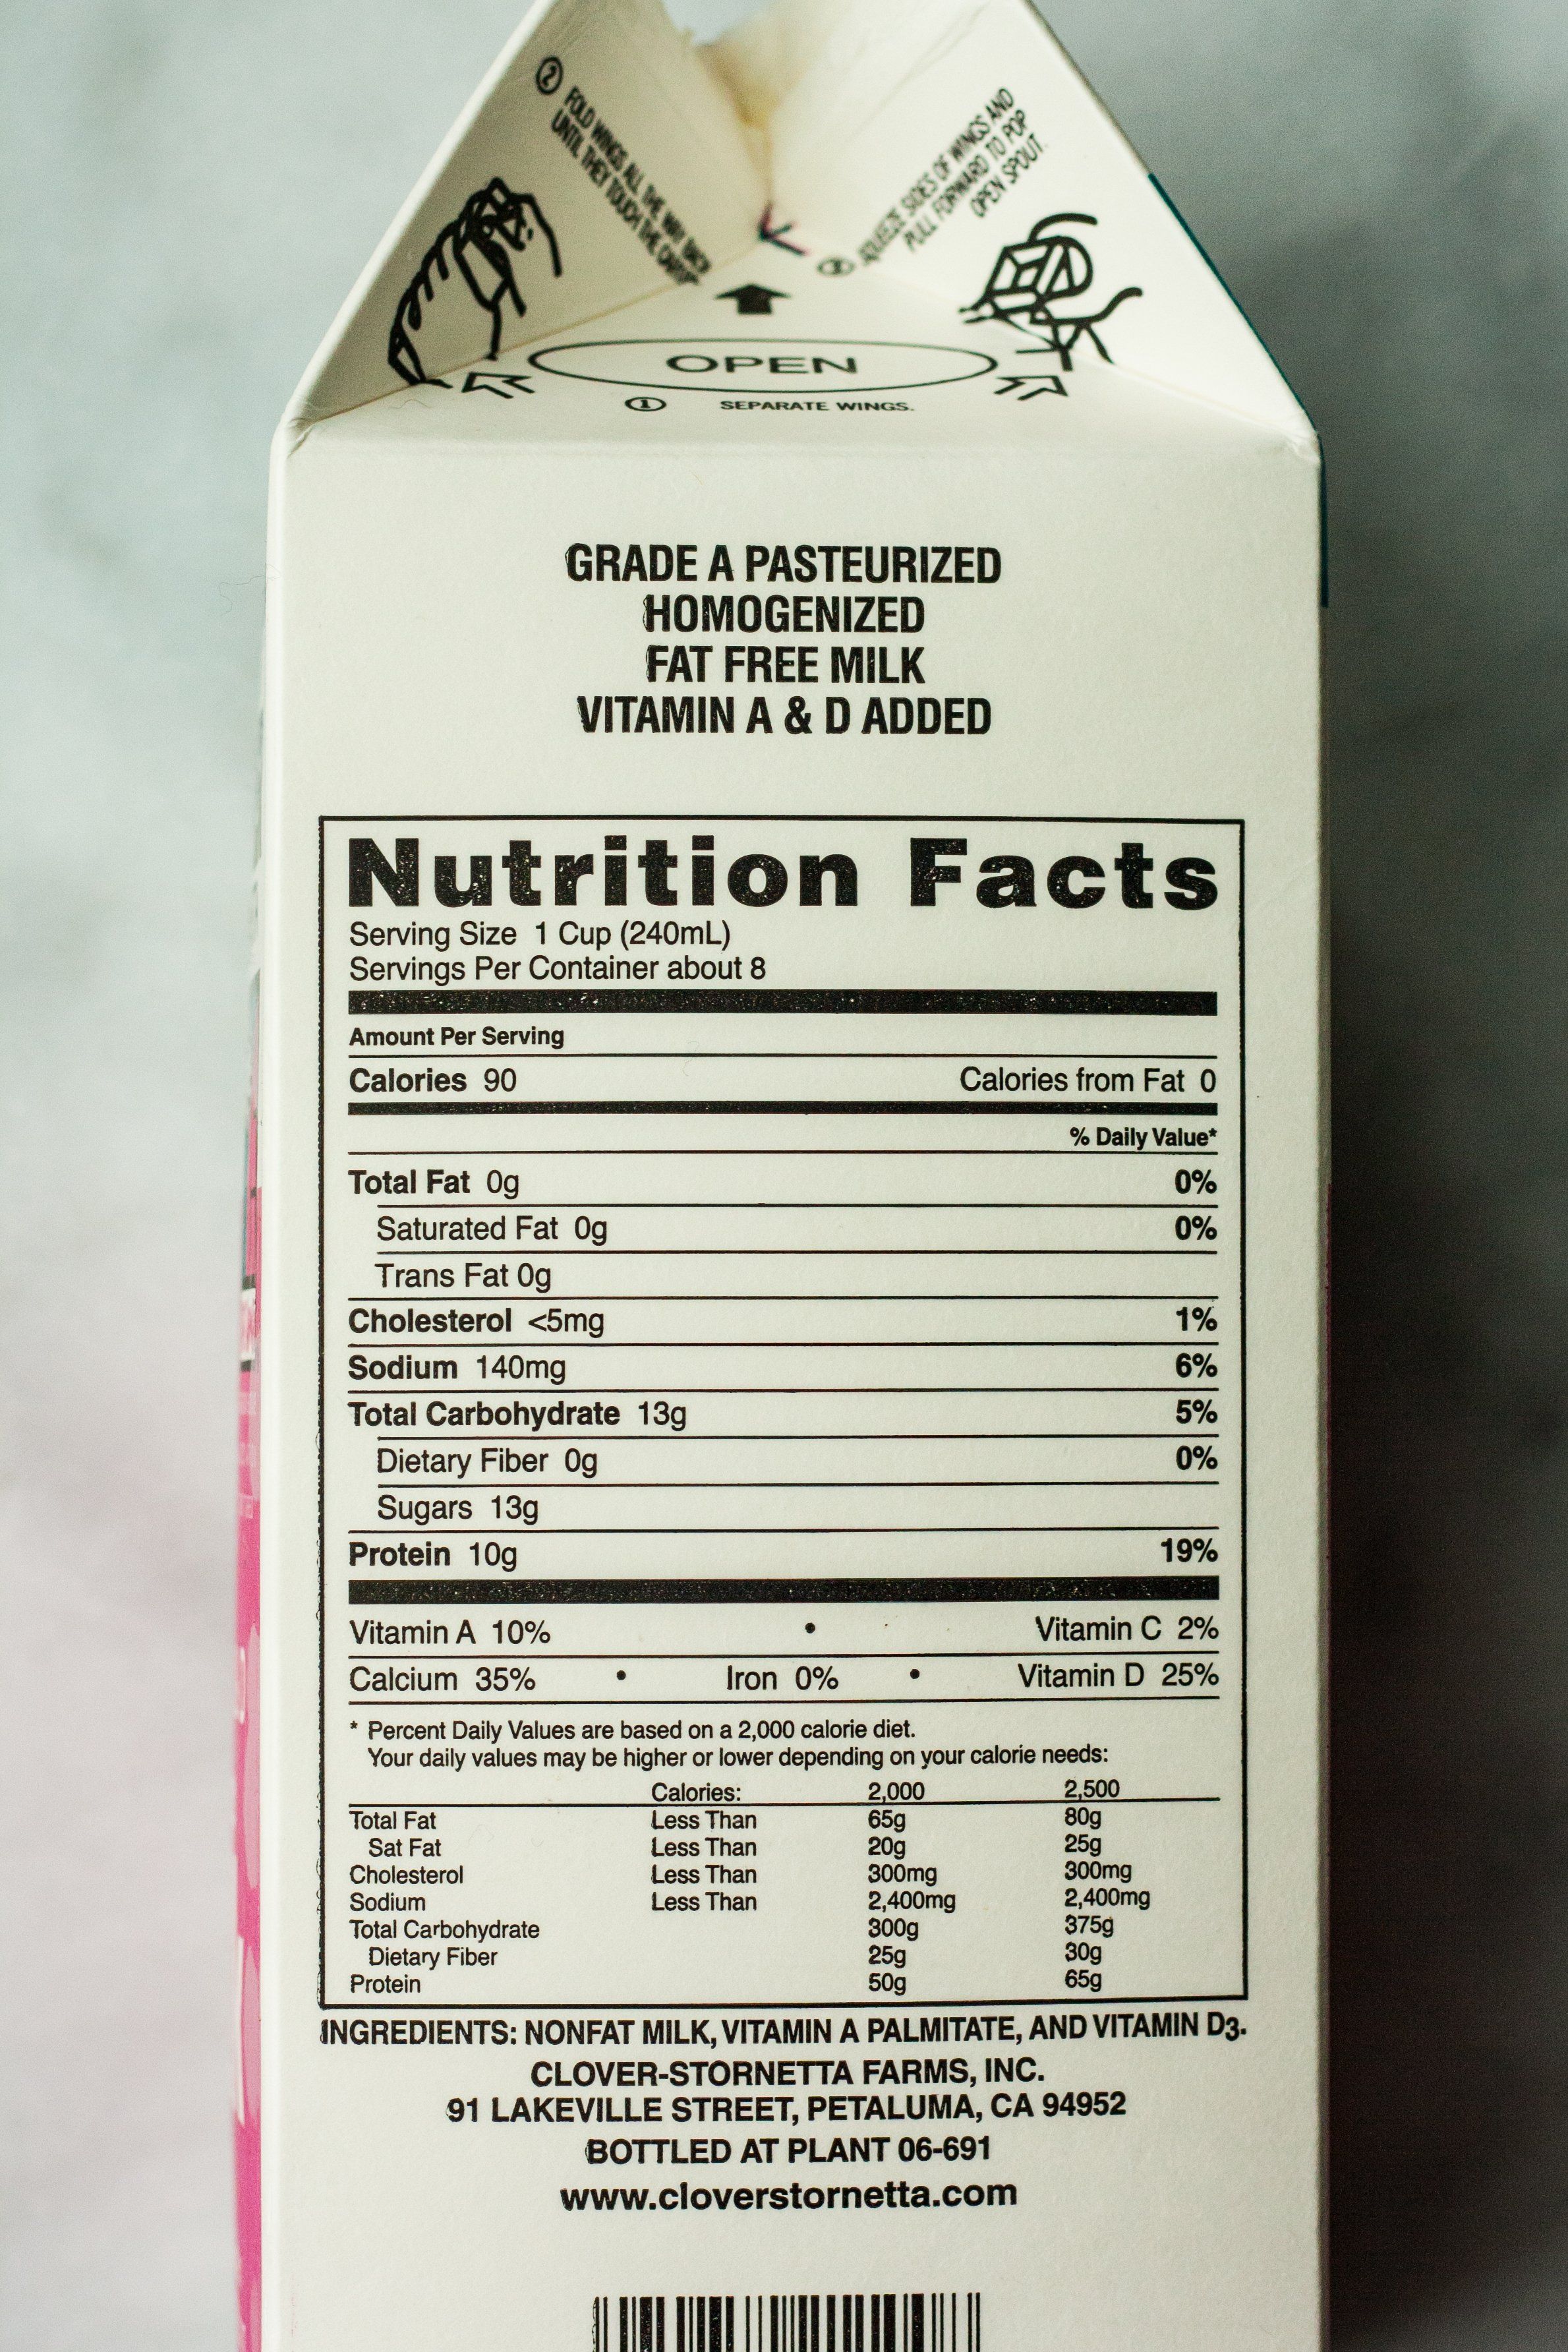 ② FOLD WINGS ALL THE WAY BACK
UNTIL THEY TOUCH THE
③ SQUEEZE SIDES OF WINGS AND
PULL FORWARD TO POP
OPEN SPOUT.
OPEN
① SEPARATE WINGS.
GRADE A PASTEURIZED
HOMOGENIZED
FAT FREE MILK
VITAMIN A & D ADDED
Nutrition Facts
Serving Size 1 Cup (240mL)
Servings Per Container about 8
Amount Per Serving
Calories 90 Calories from Fat 0
% Daily Value*
Total Fat 0g 0%
Saturated Fat 0g 0%
Trans Fat 0g
Cholesterol <5mg 1%
Sodium 140mg 6%
Total Carbohydrate 13g 5%
Dietary Fiber 0g 0%
Sugars 13g
Protein 10g 19%
Vitamin A 10% • Vitamin C 2%
Calcium 35% • Iron 0% • Vitamin D 25%
* Percent Daily Values are based on a 2,000 calorie diet.
Your daily values may be higher or lower depending on your calorie needs:
Calories: 2,000 2,500
Total Fat Less Than 65g 80g
Sat Fat Less Than 20g 25g
Cholesterol Less Than 300mg 300mg
Sodium Less Than 2,400mg 2,400mg
Total Carbohydrate 300g 375g
Dietary Fiber 25g 30g
Protein 50g 65g
INGREDIENTS: NONFAT MILK, VITAMIN A PALMITATE, AND VITAMIN D3.
CLOVER-STORNETTA FARMS, INC.
91 LAKEVILLE STREET, PETALUMA, CA 94952
BOTTLED AT PLANT 06-691
www.cloverstornetta.com